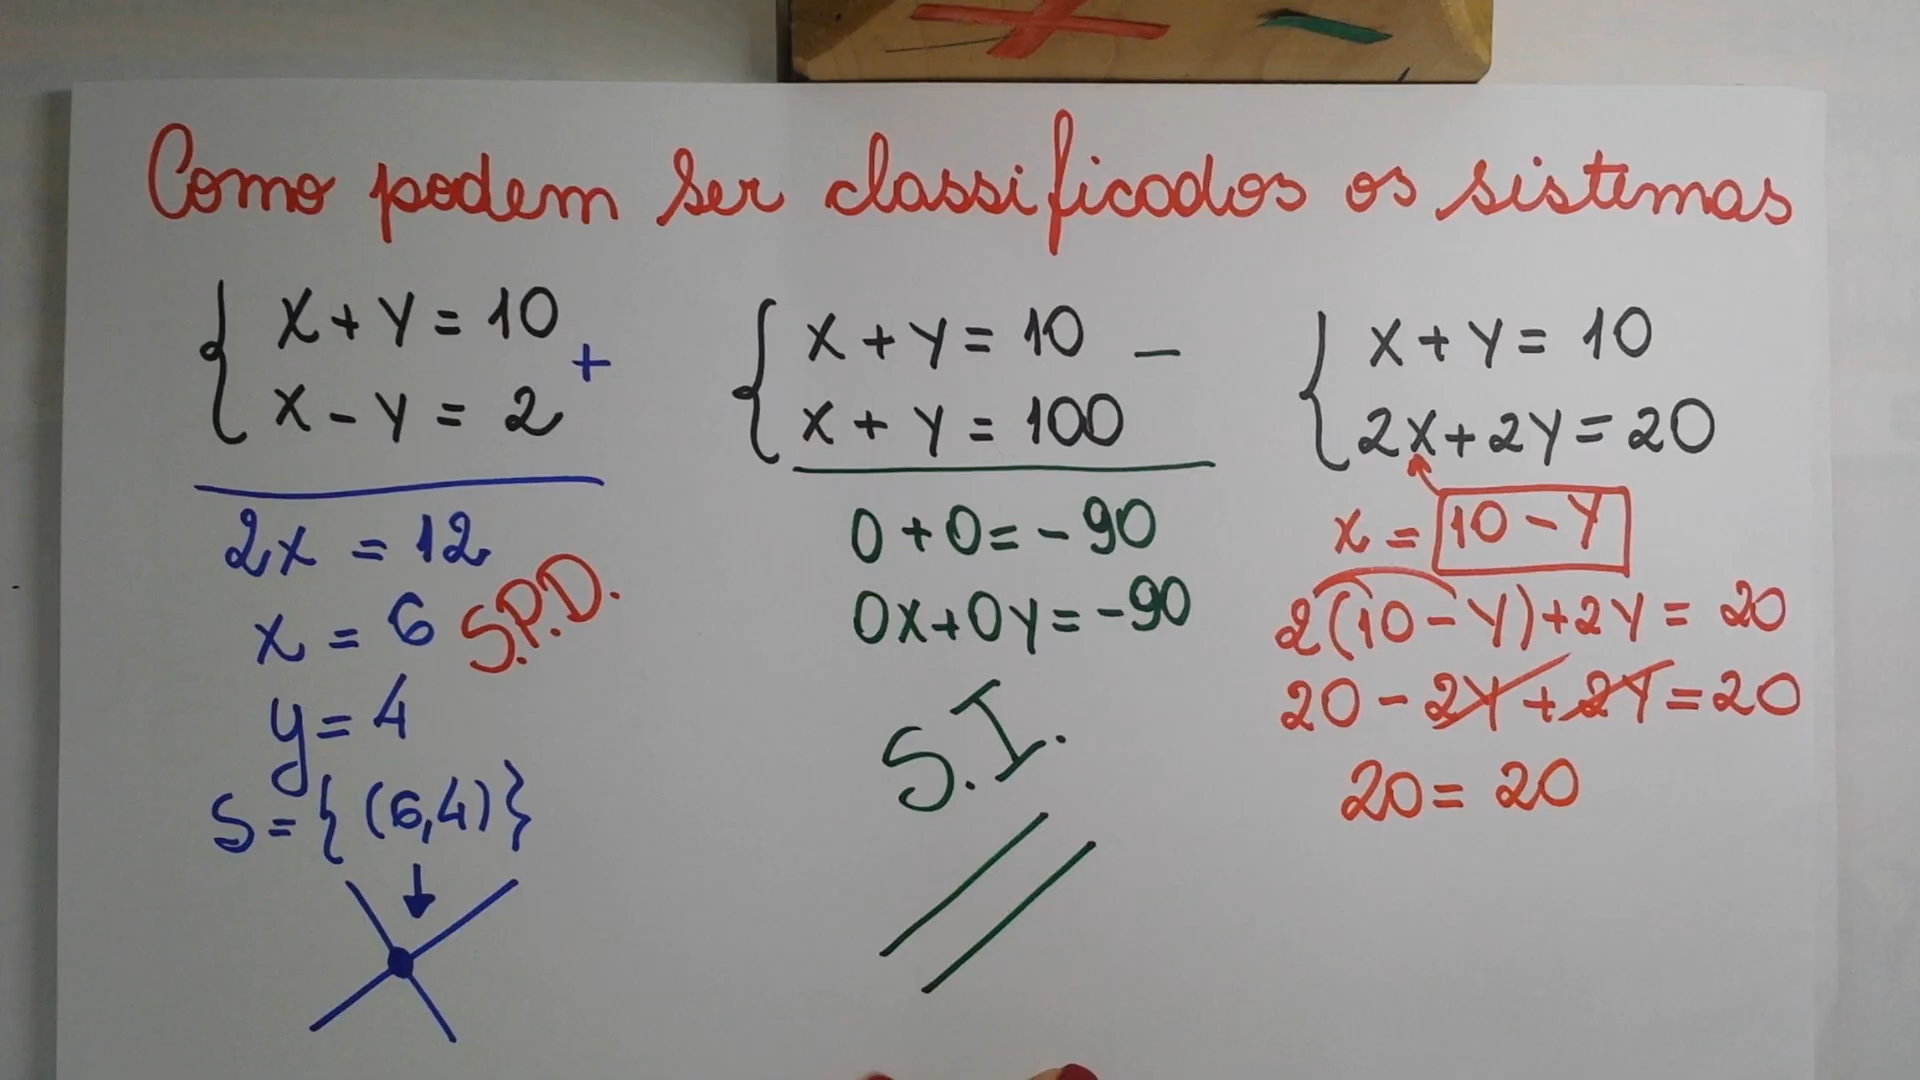 Como podem ser classificados os sistemas
x + y = 10
x - y = 2
+
2x = 12
x = 6
S.P.D.
y = 4
S = { (6,4) }
x + y = 10 -
x + y = 100
0 + 0 = - 90
0x + 0y = - 90
S.I.
x + y = 10
2x + 2y = 20
x = 10 - y
2(10 - y) + 2y = 20
20 - 2y + 2y = 20
20 = 20